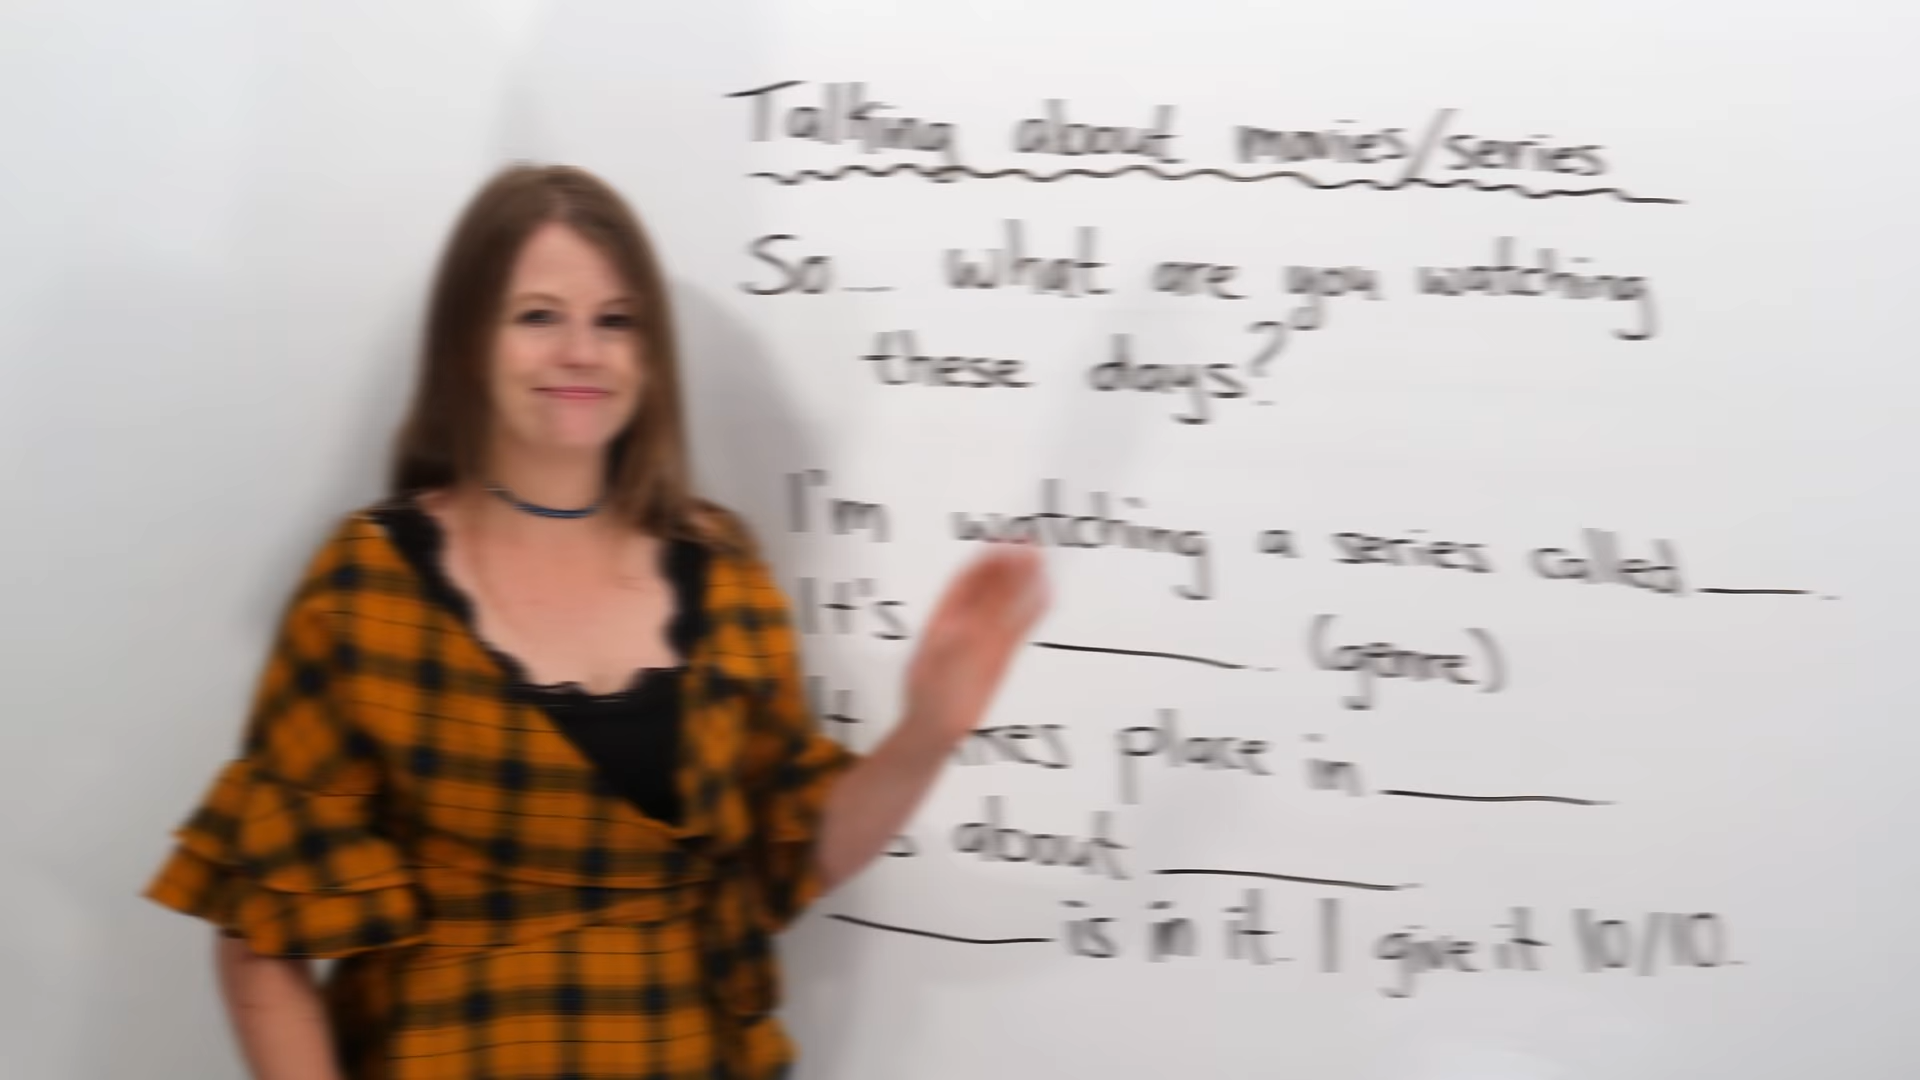 Talking about movies/series
So... what are you watching
these days?
I'm watching a series called ____.
It's ____. (genre)
place in ____
about ____.
____ is in it. I give it 10/10.